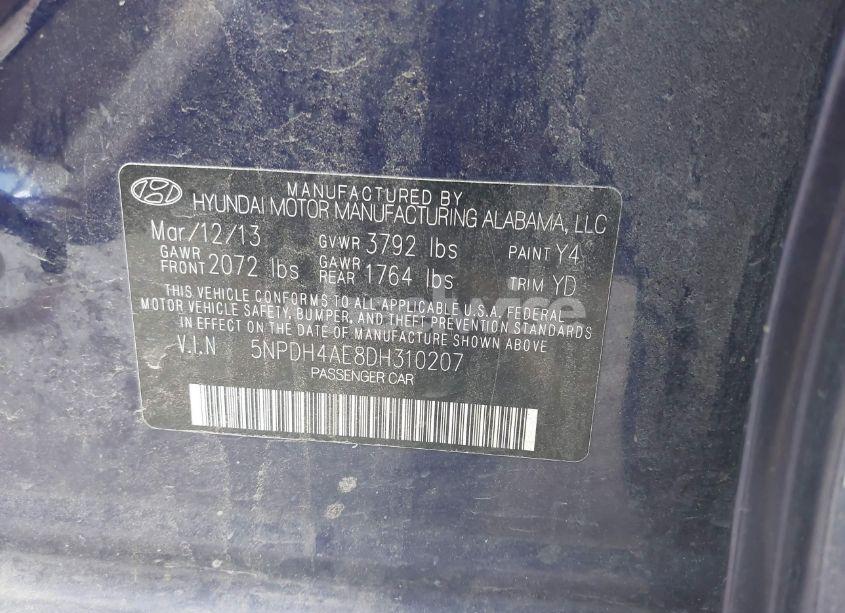 MANUFACTURED BY
HYUNDAI MOTOR MANUFACTURING ALABAMA, LLC
Mar/12/13 GVWR 3792 lbs PAINT Y4
GAWR FRONT 2072 lbs GAWR REAR 1764 lbs TRIM YD
THIS VEHICLE CONFORMS TO ALL APPLICABLE U.S.A. FEDERAL
MOTOR VEHICLE SAFETY, BUMPER, AND THEFT PREVENTION STANDARDS
IN EFFECT ON THE DATE OF MANUFACTURE SHOWN ABOVE.
V.I.N 5NPDH4AE8DH310207
PASSENGER CAR